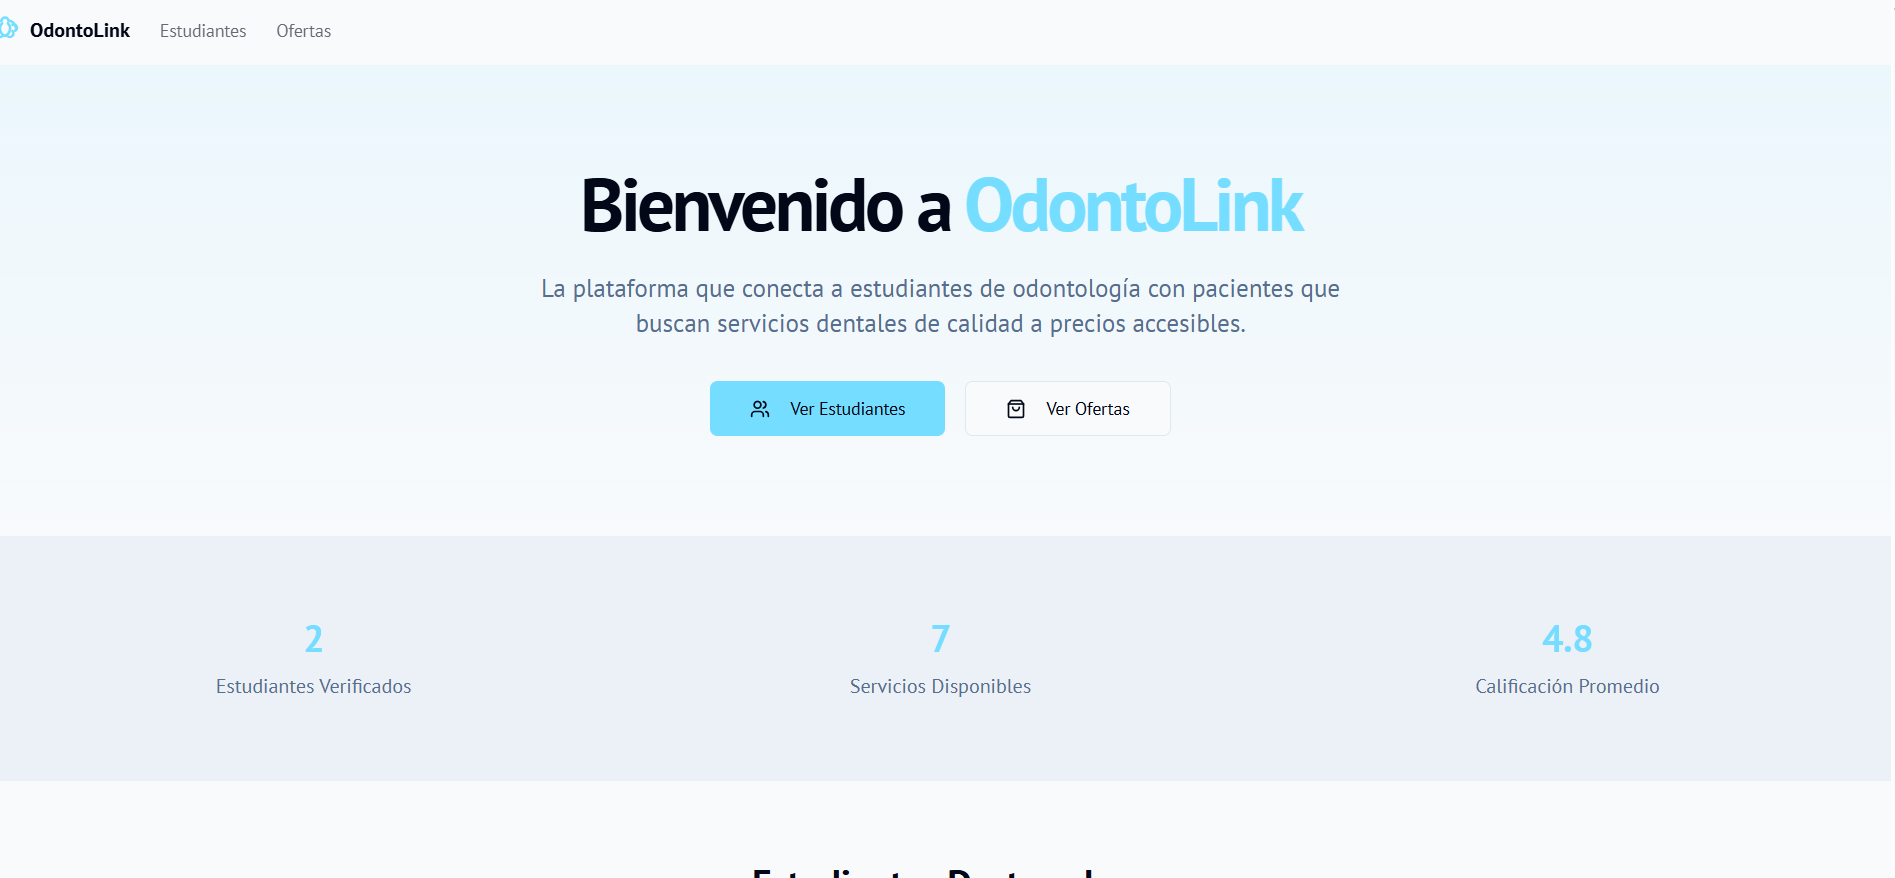 OdontoLink
Estudiantes
Ofertas
Bienvenido a OdontoLink
La plataforma que conecta a estudiantes de odontología con pacientes que
buscan servicios dentales de calidad a precios accesibles.
Ver Estudiantes
Ver Ofertas
2
7
4.8
Estudiantes Verificados
Servicios Disponibles
Calificación Promedio